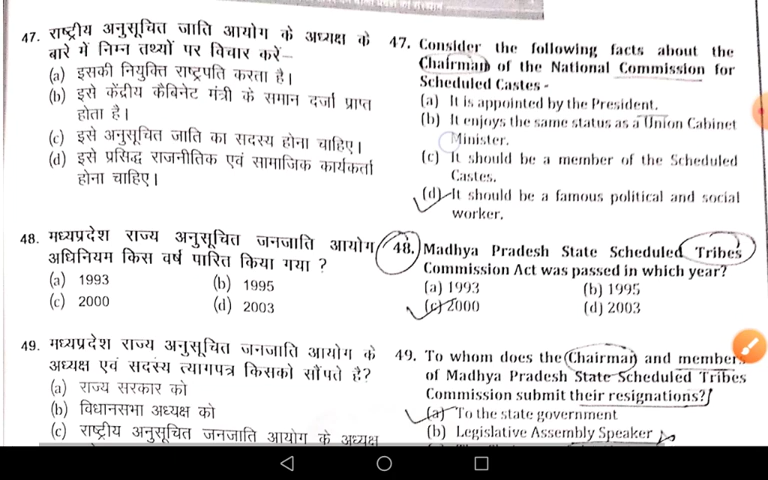 47. राष्ट्रीय अनुसूचित जाति आयोग के अध्यक्ष के
बारे में निम्न तथ्यों पर विचार करें–
(a) इसकी नियुक्ति राष्ट्रपति करता है।
(b) इसे केंद्रीय कैबिनेट मंत्री के समान दर्जा प्राप्त
होता है।
(c) इसे अनुसूचित जाति का सदस्य होना चाहिए।
(d) इसे प्रसिद्ध राजनीतिक एवं सामाजिक कार्यकर्ता
होना चाहिए।
48. मध्यप्रदेश राज्य अनुसूचित जनजाति आयोग
अधिनियम किस वर्ष पारित किया गया ?
(a) 1993 (b) 1995
(c) 2000 (d) 2003
49. मध्यप्रदेश राज्य अनुसूचित जनजाति आयोग के
अध्यक्ष एवं सदस्य त्यागपत्र किसको सौंपते है?
(a) राज्य सरकार को
(b) विधानसभा अध्यक्ष को
(c) राष्ट्रीय अनुसूचित जनजाति आयोग के अध्यक्ष
47. Consider the following facts about the
Chairman of the National Commission for
Scheduled Castes -
(a) It is appointed by the President.
(b) It enjoys the same status as a Union Cabinet
Minister.
(c) It should be a member of the Scheduled
Castes.
(d) It should be a famous political and social
worker.
48. Madhya Pradesh State Scheduled Tribes
Commission Act was passed in which year?
(a) 1993 (b) 1995
(c) 2000 (d) 2003
49. To whom does the Chairman and members
of Madhya Pradesh State Scheduled Tribes
Commission submit their resignations?
(a) To the state government
(b) Legislative Assembly Speaker